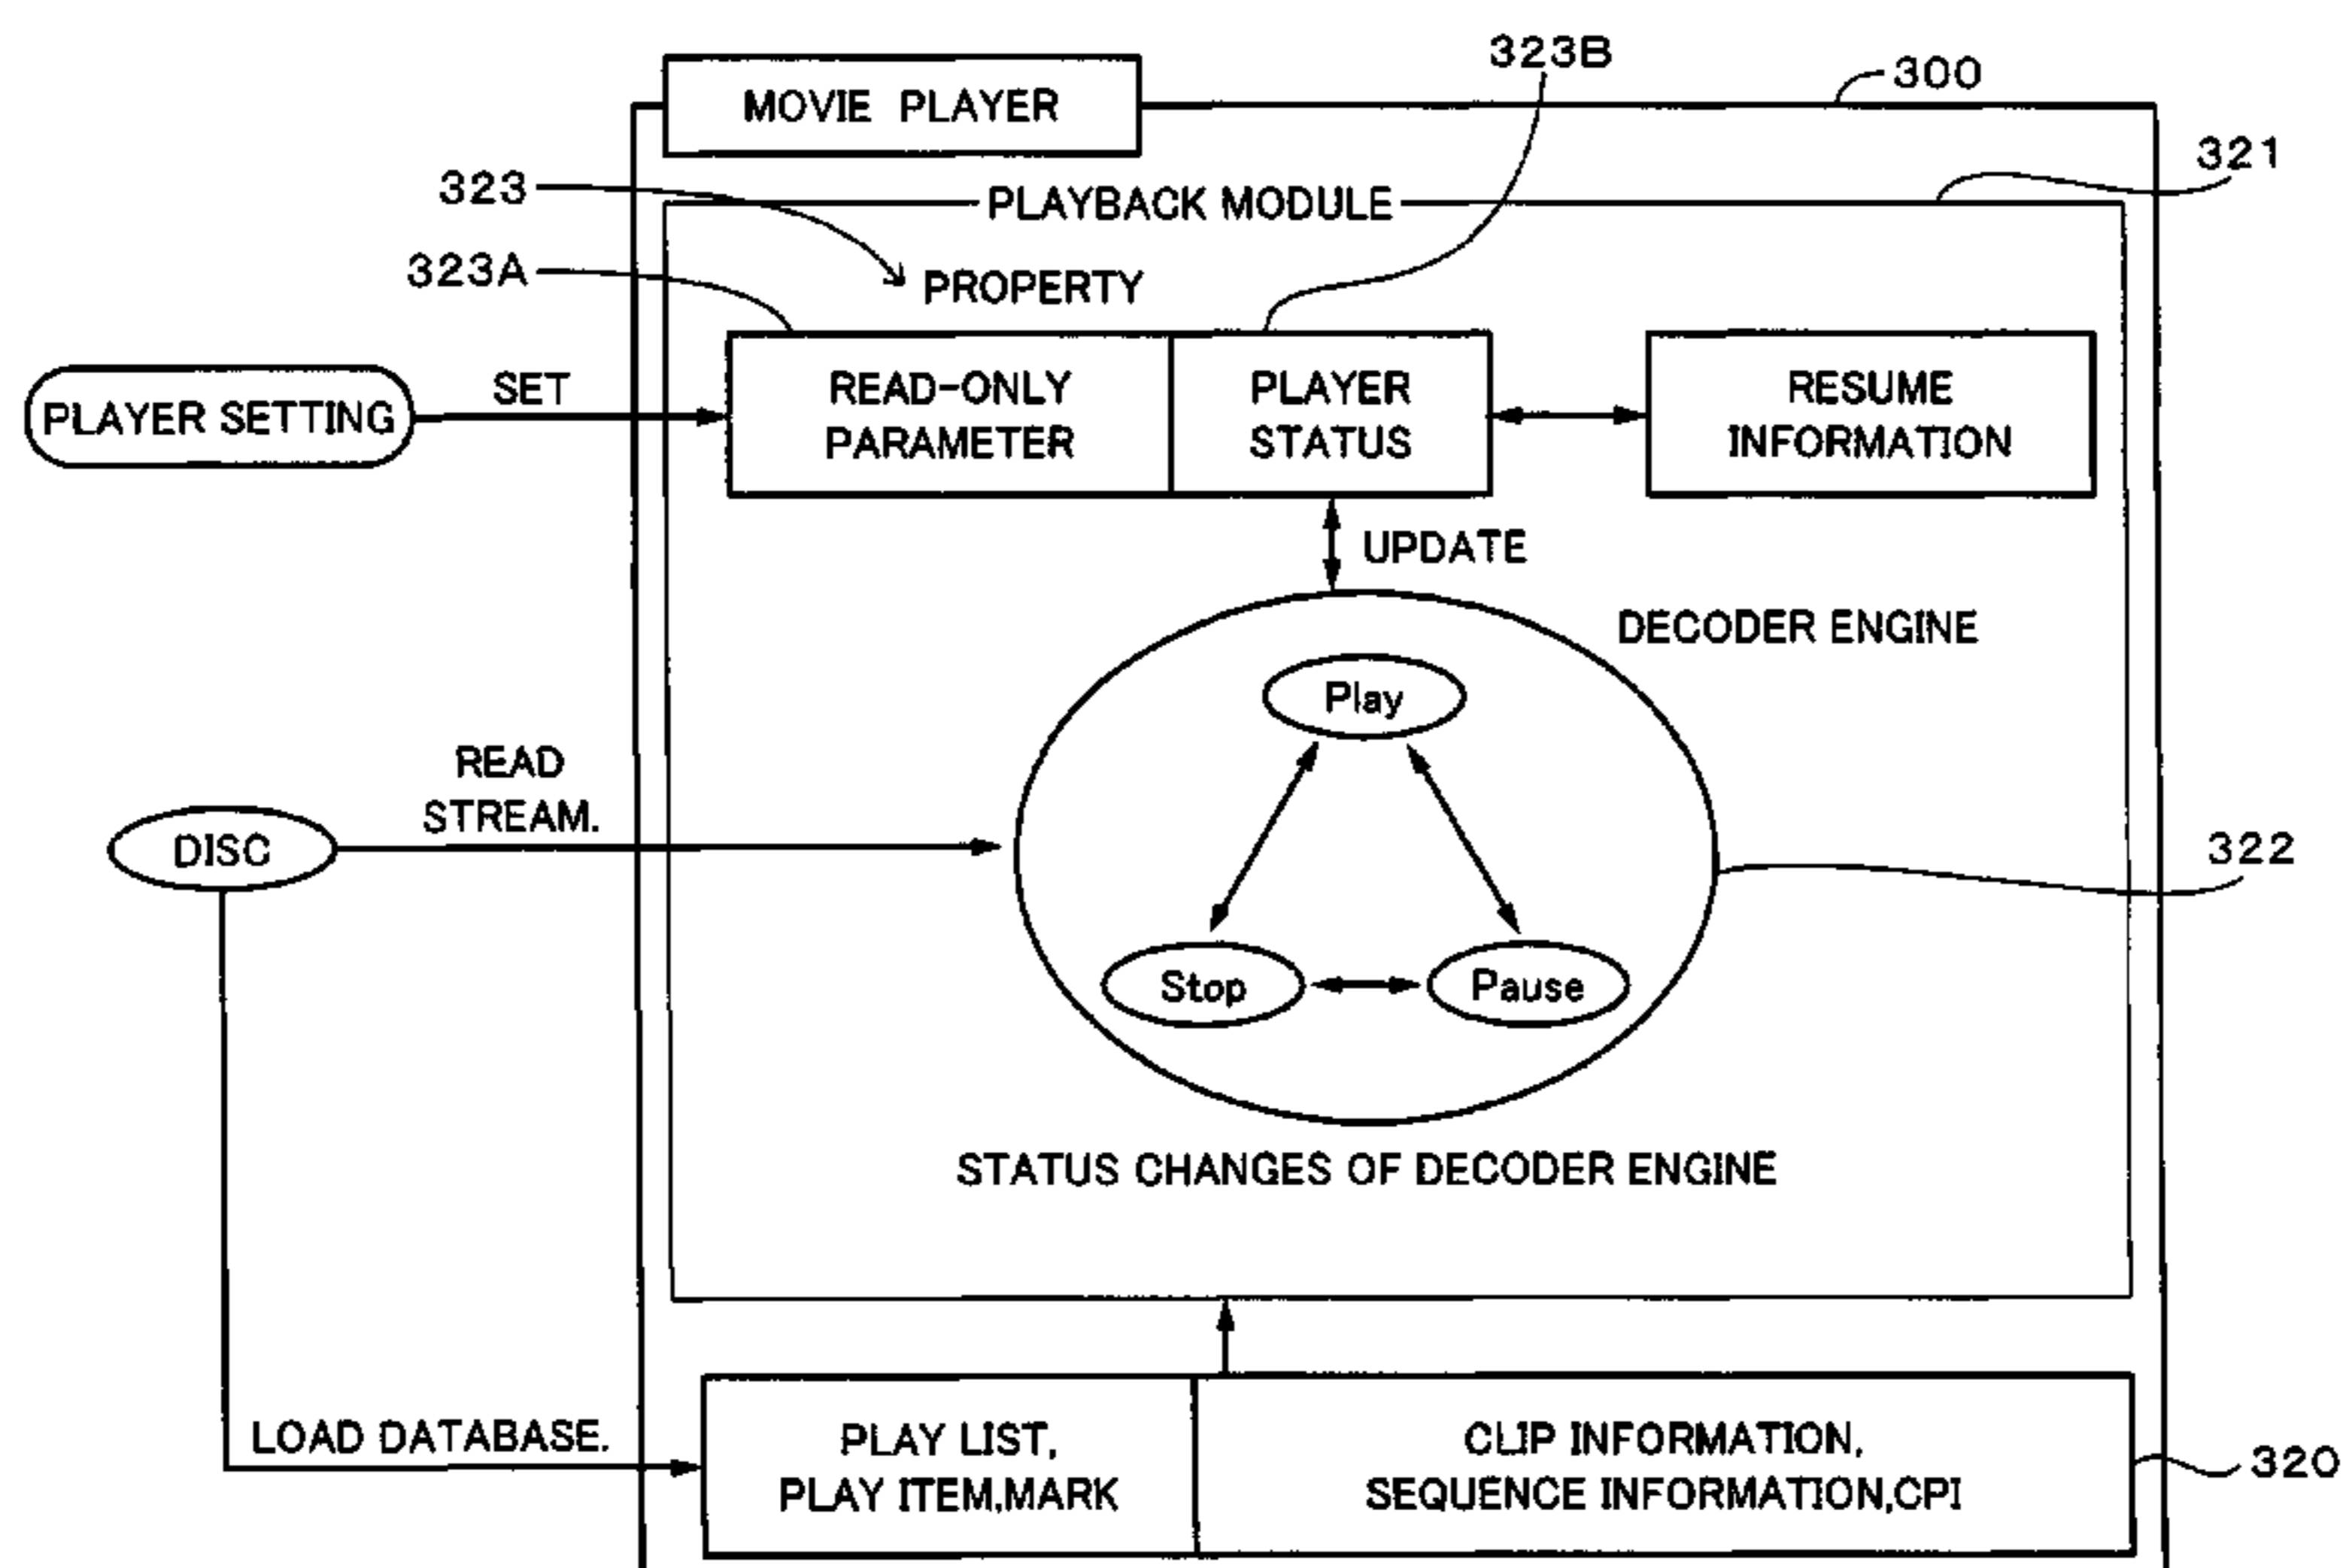 323B
300
MOVIE PLAYER
321
323
PLAYBACK MODULE
323A
PROPERTY
PLAYER SETTING
SET
READ-ONLY
PARAMETER
PLAYER
STATUS
RESUME
INFORMATION
UPDATE
DECODER ENGINE
Play
READ
STREAM.
DISC
322
Stop
Pause
STATUS CHANGES OF DECODER ENGINE
LOAD DATABASE.
PLAY LIST,
PLAY ITEM,MARK
CLIP INFORMATION,
SEQUENCE INFORMATION,CPI
320